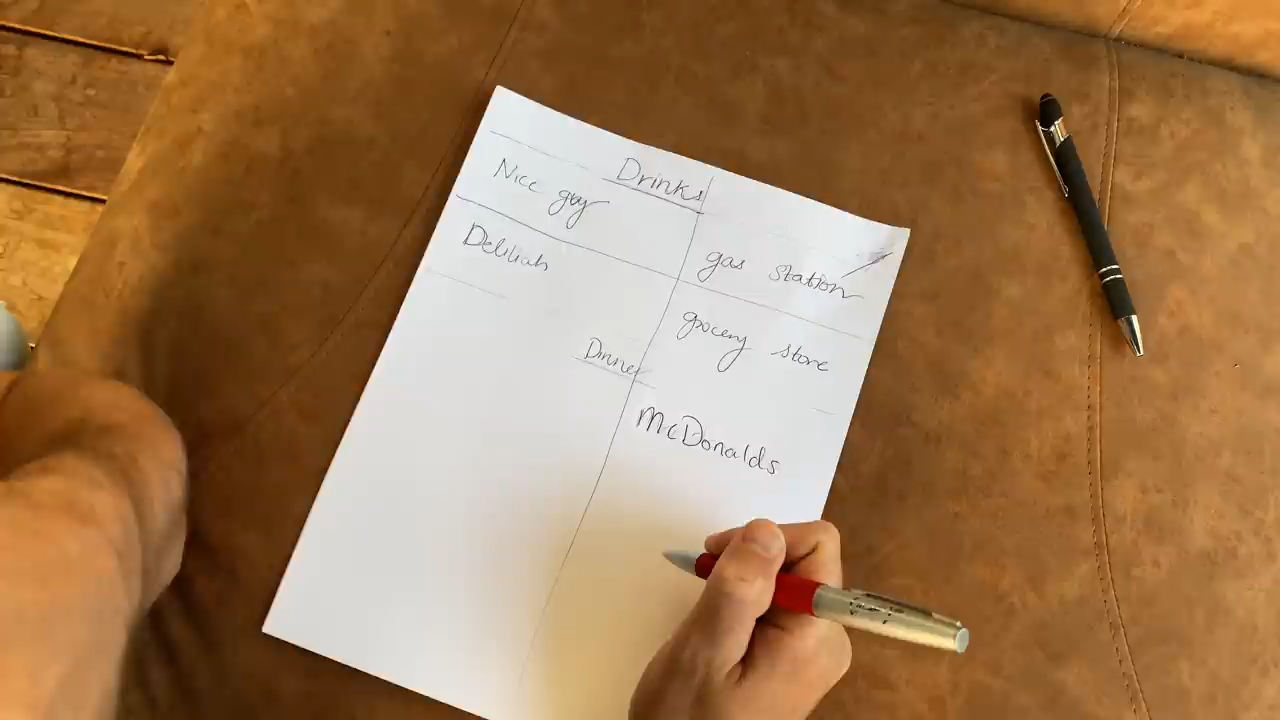 Drinks
Nice guy
gas station
Delilah
grocery store
Dinner
McDonalds